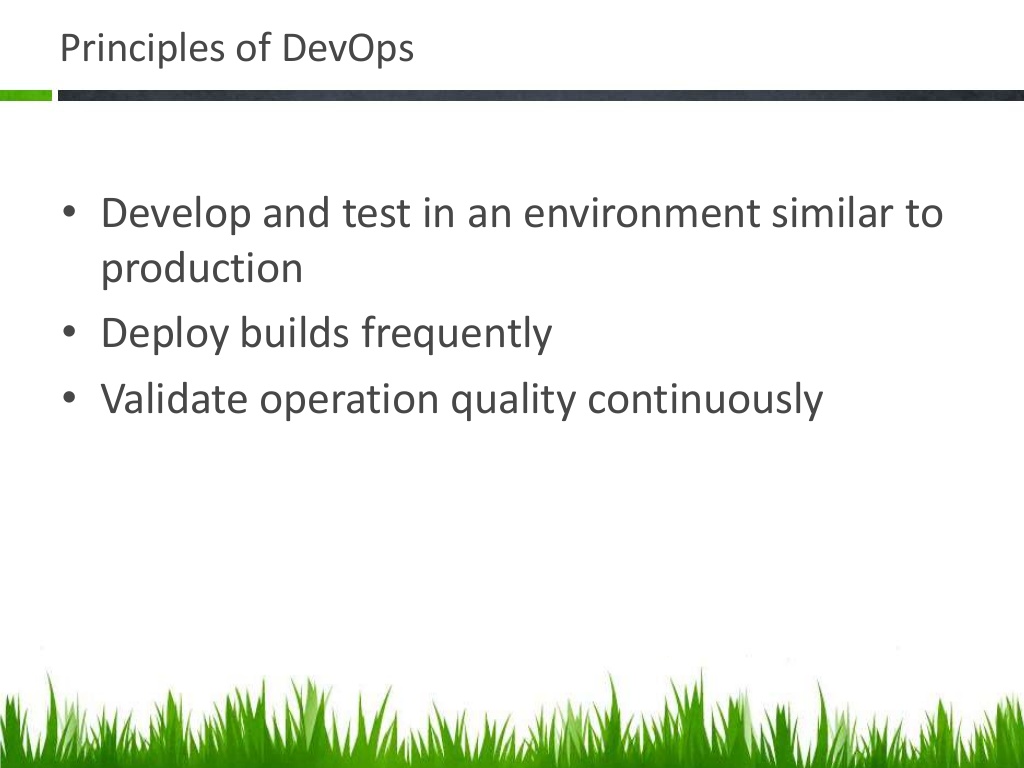 Principles of DevOps
• Develop and test in an environment similar to
production
• Deploy builds frequently
• Validate operation quality continuously